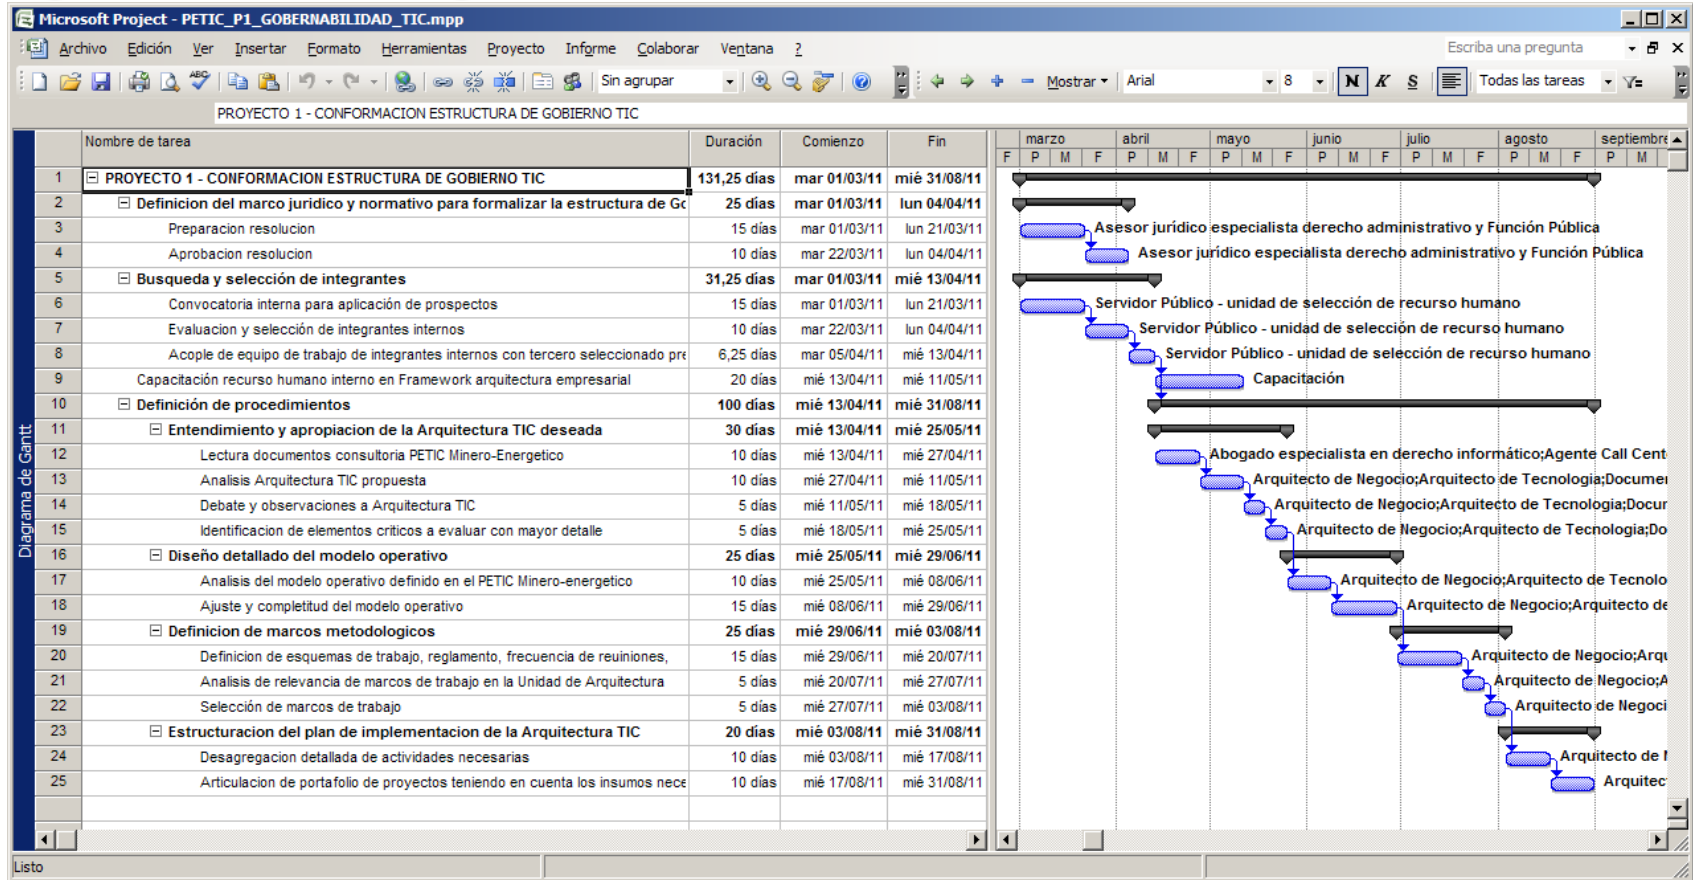 Microsoft Project - PETIC_P1_GOBERNABILIDAD_TIC.mpp
Archivo Edición Ver Insertar Formato Herramientas Proyecto Informe Colaborar Ventana ? Escriba una pregunta
Sin agrupar Mostrar Arial 8 N K S Todas las tareas
PROYECTO 1 - CONFORMACION ESTRUCTURA DE GOBIERNO TIC
Nombre de tarea Duración Comienzo Fin marzo abril mayo junio julio agosto septiembre
F P M F P M F P M F P M F P M F P M F P M
1 PROYECTO 1 - CONFORMACION ESTRUCTURA DE GOBIERNO TIC 131,25 días mar 01/03/11 mié 31/08/11
2 Definicion del marco juridico y normativo para formalizar la estructura de Go 25 días mar 01/03/11 lun 04/04/11
3 Preparacion resolucion 15 días mar 01/03/11 lun 21/03/11 Asesor jurídico especialista derecho administrativo y Función Pública
4 Aprobacion resolucion 10 días mar 22/03/11 lun 04/04/11 Asesor jurídico especialista derecho administrativo y Función Pública
5 Busqueda y selección de integrantes 31,25 días mar 01/03/11 mié 13/04/11
6 Convocatoria interna para aplicación de prospectos 15 días mar 01/03/11 lun 21/03/11 Servidor Público - unidad de selección de recurso humano
7 Evaluacion y selección de integrantes internos 10 días mar 22/03/11 lun 04/04/11 Servidor Público - unidad de selección de recurso humano
8 Acople de equipo de trabajo de integrantes internos con tercero seleccionado pre 6,25 días mar 05/04/11 mié 13/04/11 Servidor Público - unidad de selección de recurso humano
9 Capacitación recurso humano interno en Framework arquitectura empresarial 20 días mié 13/04/11 mié 11/05/11 Capacitación
10 Definición de procedimientos 100 días mié 13/04/11 mié 31/08/11
11 Entendimiento y apropiacion de la Arquitectura TIC deseada 30 días mié 13/04/11 mié 25/05/11
12 Lectura documentos consultoria PETIC Minero-Energetico 10 días mié 13/04/11 mié 27/04/11 Abogado especialista en derecho informático;Agente Call Cent
13 Analisis Arquitectura TIC propuesta 10 días mié 27/04/11 mié 11/05/11 Arquitecto de Negocio;Arquitecto de Tecnologia;Documen
14 Debate y observaciones a Arquitectura TIC 5 días mié 11/05/11 mié 18/05/11 Arquitecto de Negocio;Arquitecto de Tecnologia;Docum
15 Identificacion de elementos criticos a evaluar con mayor detalle 5 días mié 18/05/11 mié 25/05/11 Arquitecto de Negocio;Arquitecto de Tecnologia;Do
16 Diseño detallado del modelo operativo 25 días mié 25/05/11 mié 29/06/11
17 Analisis del modelo operativo definido en el PETIC Minero-energetico 10 días mié 25/05/11 mié 08/06/11 Arquitecto de Negocio;Arquitecto de Tecnolo
18 Ajuste y completitud del modelo operativo 15 días mié 08/06/11 mié 29/06/11 Arquitecto de Negocio;Arquitecto de
19 Definicion de marcos metodologicos 25 días mié 29/06/11 mié 03/08/11
20 Definicion de esquemas de trabajo, reglamento, frecuencia de reuiniones, 15 días mié 29/06/11 mié 20/07/11 Arquitecto de Negocio;Arqu
21 Analisis de relevancia de marcos de trabajo en la Unidad de Arquitectura 5 días mié 20/07/11 mié 27/07/11 Arquitecto de Negocio;A
22 Selección de marcos de trabajo 5 días mié 27/07/11 mié 03/08/11 Arquitecto de Negoci
23 Estructuracion del plan de implementacion de la Arquitectura TIC 20 días mié 03/08/11 mié 31/08/11
24 Desagregacion detallada de actividades necesarias 10 días mié 03/08/11 mié 17/08/11 Arquitecto de
25 Articulacion de portafolio de proyectos teniendo en cuenta los insumos nece 10 días mié 17/08/11 mié 31/08/11 Arquitec
Diagrama de Gantt
Listo